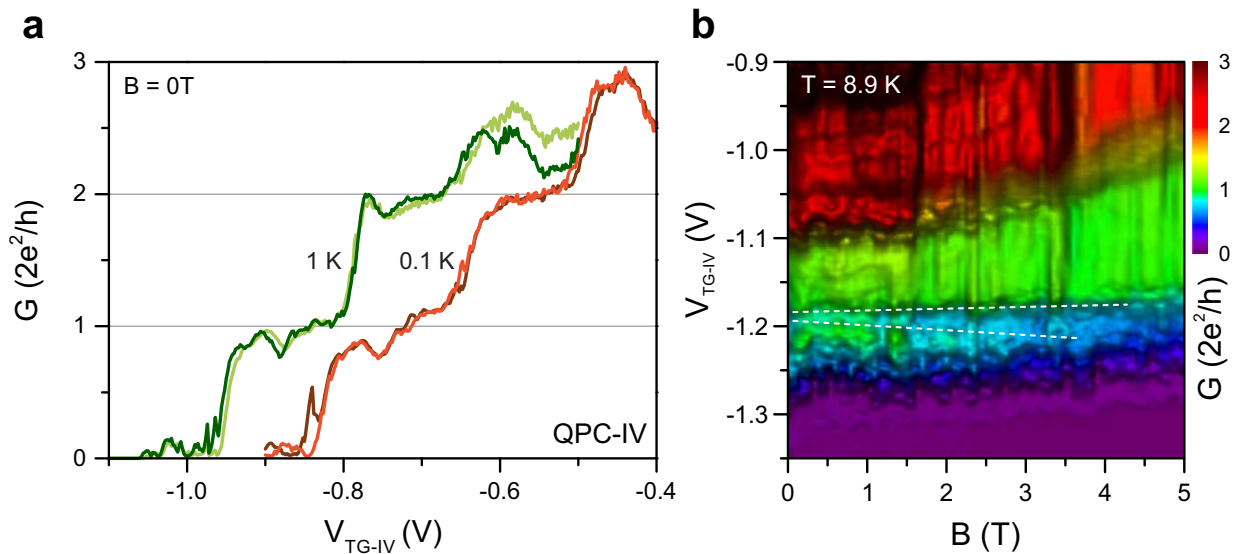 a
3
2
1
0
G (2e²/h)
B = 0T
1 K
0.1 K
QPC-IV
-1.0
-0.8
-0.6
-0.4
V_TG-IV (V)
b
-0.9
-1.0
-1.1
-1.2
-1.3
V_TG-IV (V)
T = 8.9 K
0
1
2
3
4
5
B (T)
3
2
1
0
G (2e²/h)